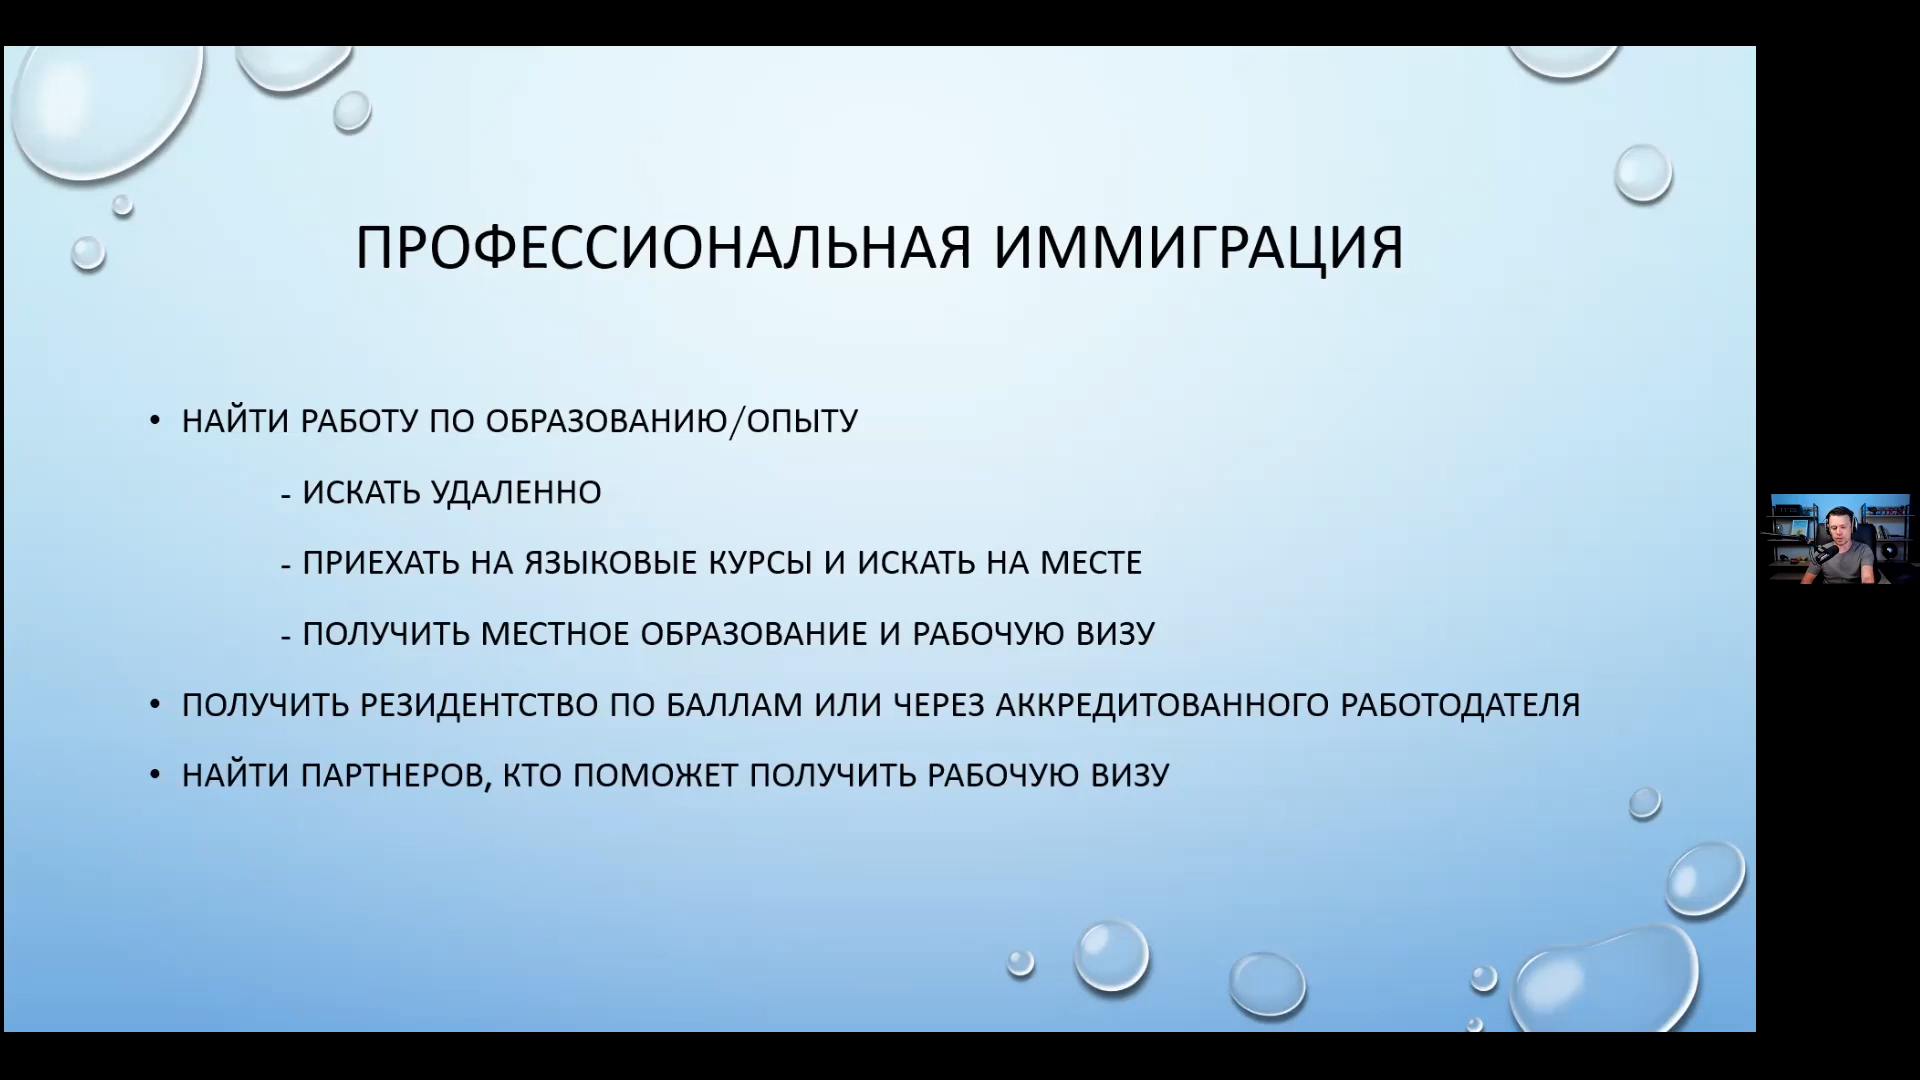 ПРОФЕССИОНАЛЬНАЯ ИММИГРАЦИЯ
• НАЙТИ РАБОТУ ПО ОБРАЗОВАНИЮ/ОПЫТУ
- ИСКАТЬ УДАЛЕННО
- ПРИЕХАТЬ НА ЯЗЫКОВЫЕ КУРСЫ И ИСКАТЬ НА МЕСТЕ
- ПОЛУЧИТЬ МЕСТНОЕ ОБРАЗОВАНИЕ И РАБОЧУЮ ВИЗУ
• ПОЛУЧИТЬ РЕЗИДЕНТСТВО ПО БАЛЛАМ ИЛИ ЧЕРЕЗ АККРЕДИТОВАННОГО РАБОТОДАТЕЛЯ
• НАЙТИ ПАРТНЕРОВ, КТО ПОМОЖЕТ ПОЛУЧИТЬ РАБОЧУЮ ВИЗУ